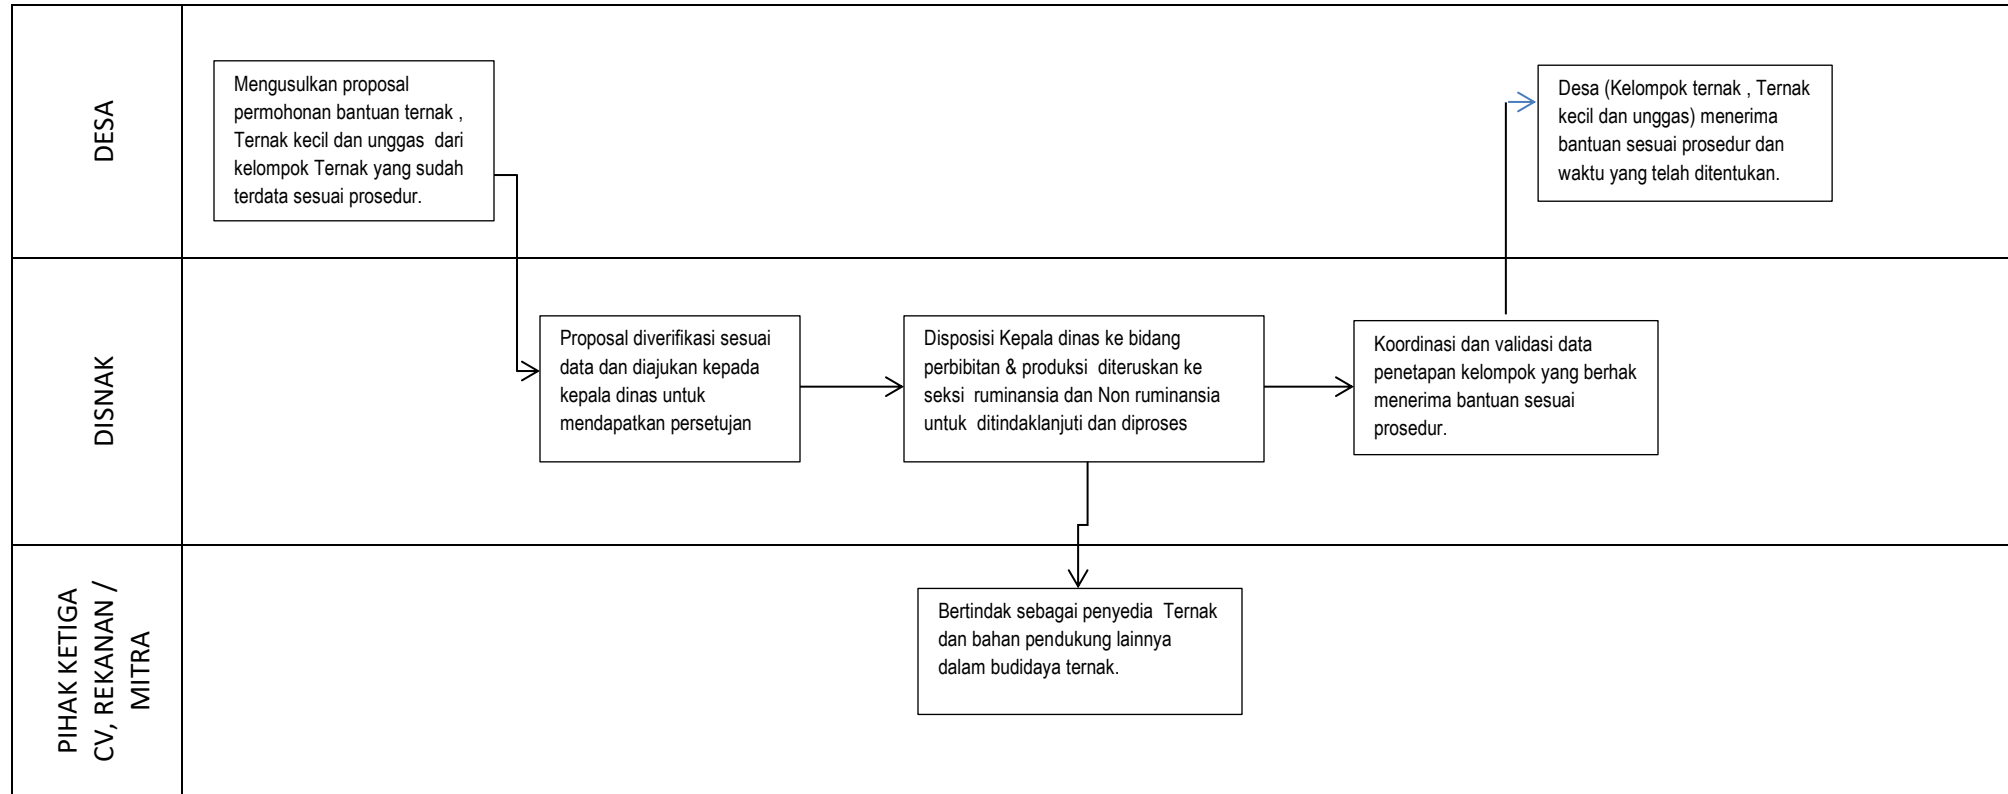 DESA
Mengusulkan proposal
permohonan bantuan ternak ,
Ternak kecil dan unggas dari
kelompok Ternak yang sudah
terdata sesuai prosedur.
Desa (Kelompok ternak , Ternak
kecil dan unggas) menerima
bantuan sesuai prosedur dan
waktu yang telah ditentukan.
DISNAK
Proposal diverifikasi sesuai
data dan diajukan kepada
kepala dinas untuk
mendapatkan persetujan
Disposisi Kepala dinas ke bidang
perbibitan & produksi diteruskan ke
seksi ruminansia dan Non ruminansia
untuk ditindaklanjuti dan diproses
Koordinasi dan validasi data
penetapan kelompok yang berhak
menerima bantuan sesuai
prosedur.
PIHAK KETIGA
CV, REKANAN /
MITRA
Bertindak sebagai penyedia Ternak
dan bahan pendukung lainnya
dalam budidaya ternak.